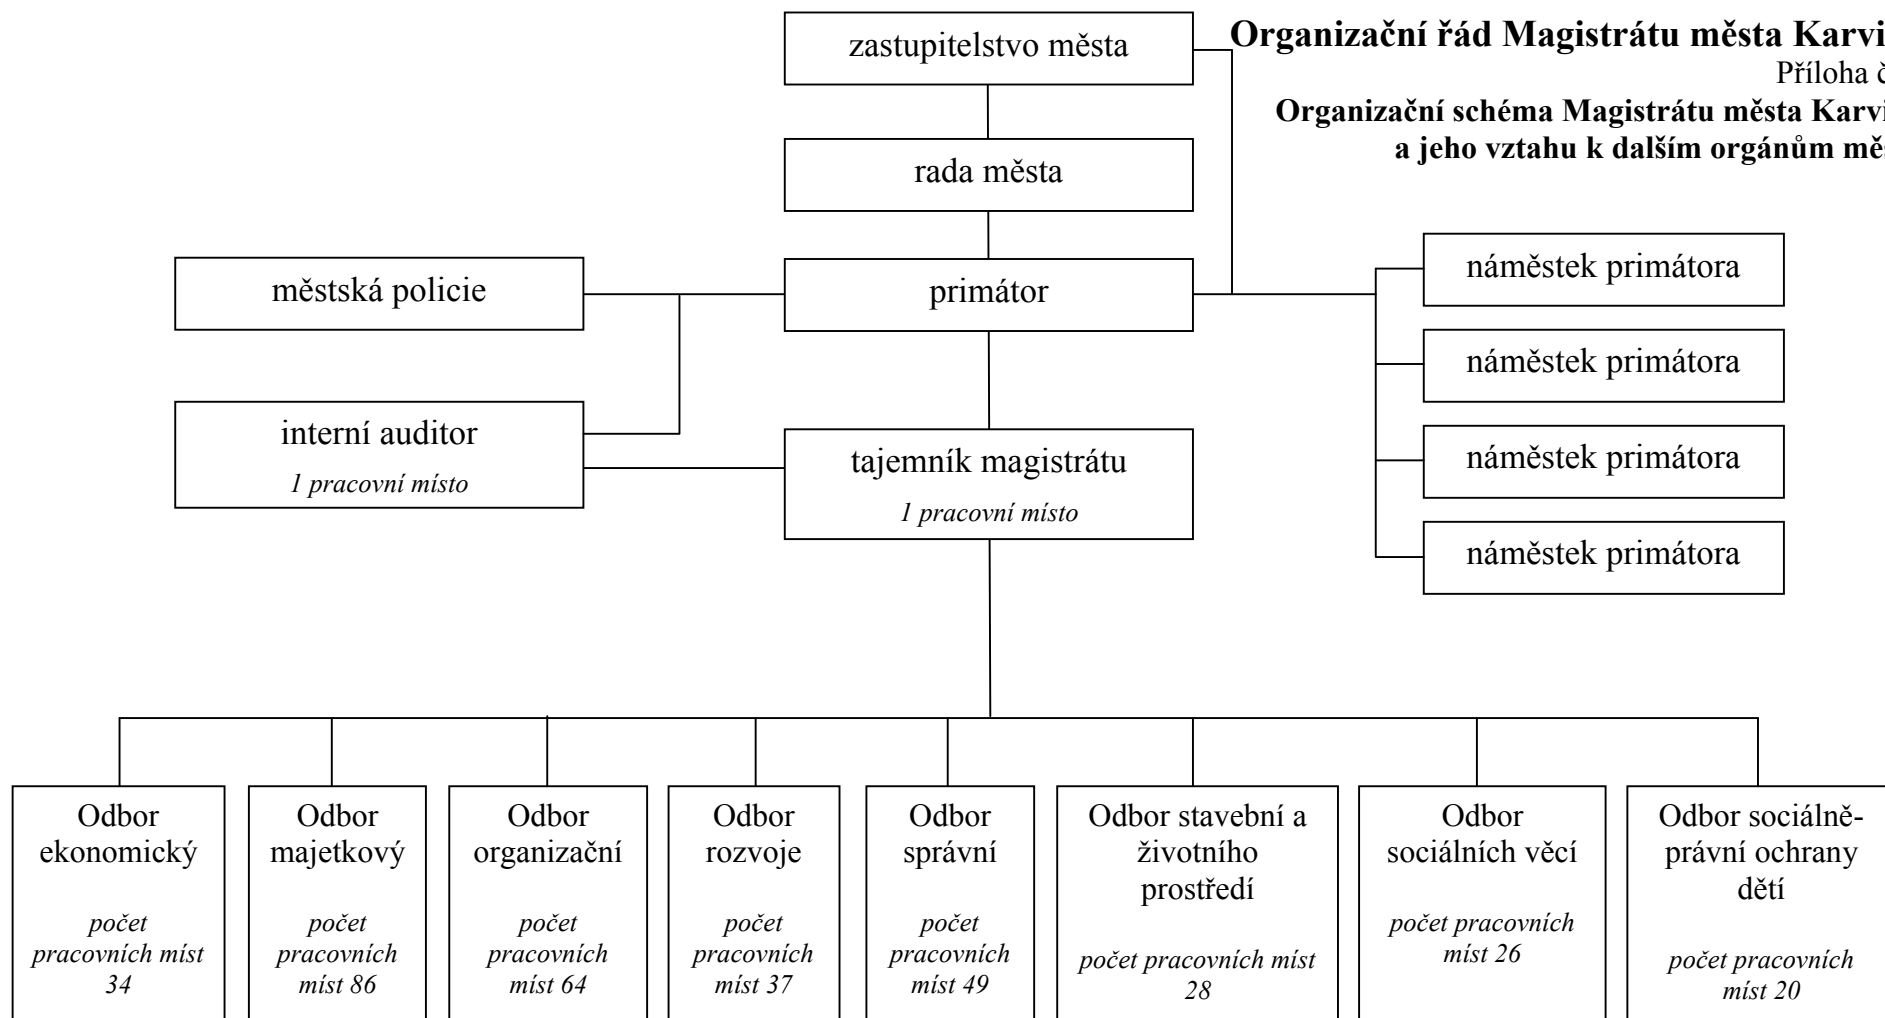 zastupitelstvo města
Organizační řád Magistrátu města Karvi
Příloha č
Organizační schéma Magistrátu města Karvi
a jeho vztahu k dalším orgánům měs
rada města
městská policie
primátor
náměstek primátora
náměstek primátora
náměstek primátora
náměstek primátora
interní auditor
1 pracovní místo
tajemník magistrátu
1 pracovní místo
Odbor
ekonomický
počet
pracovních míst
34
Odbor
majetkový
počet
pracovních
míst 86
Odbor
organizační
počet
pracovních
míst 64
Odbor
rozvoje
počet
pracovních
míst 37
Odbor
správní
počet
pracovních
míst 49
Odbor stavební a
životního
prostředí
počet pracovních míst
28
Odbor
sociálních věcí
počet pracovních
míst 26
Odbor sociálně-
právní ochrany
dětí
počet pracovních
míst 20